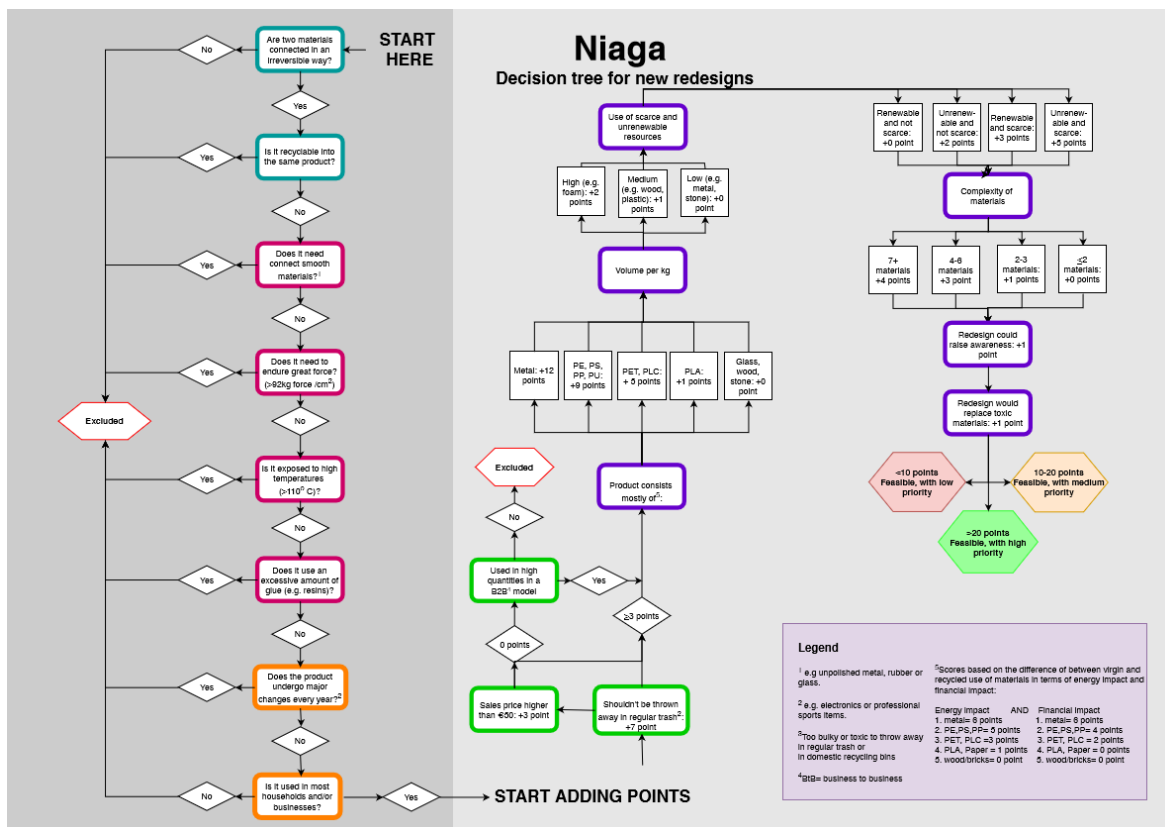 START
HERE
Are two materials
connected in an
irreversible way?
No
Yes
Is it recyclable into
the same product?
Yes
No
Does it need
connect smooth
materials?¹
Yes
No
Does it need to
endure great force?
(>92kg force /cm²)
Yes
No
Excluded
Is it exposed to high
temperatures
(>110° C)?
Yes
No
Does it use an
excessive amount of
glue (e.g. resins)?
Yes
No
Does the product
undergo major
changes every year?²
Yes
No
Is it used in most
households and/or
businesses?
No
Yes
START ADDING POINTS
Niaga
Decision tree for new redesigns
Shouldn't be
thrown
away in regular trash²:
+7 point
Sales price higher
than €50: +3 point
0 points
≥3 points
Used in high
quantities in a
B2B⁴ model
Yes
No
Excluded
Product consists
mostly of⁵:
Metal: +12
points
PE, PS,
PP, PU:
+9 points
PET, PLC:
+ 5 points
PLA:
+1 points
Glass,
wood,
stone: +0
point
Volume per kg
High (e.g.
foam): +2
points
Medium
(e.g. wood,
plastic): +1
points
Low (e.g.
metal,
stone): +0
point
Use of scarce and
unrenewable
resources
Renewable
and not
scarce:
+0 point
Unrenew-
able and
not scarce:
+2 points
Renewable
and scarce:
+3 points
Unrenew-
able and
scarce:
+5 points
Complexity of
materials
7+
materials
+4 points
4-6
materials
+3 point
2-3
materials:
+1 points
≤2
materials:
+0 points
Redesign could
raise awareness: +1
point
Redesign would
replace toxic
materials: +1 point
<10 points
Feasible, with low
priority
10-20 points
Feasible, with medium
priority
>20 points
Feasible, with high
priority
Legend
¹ e.g unpolished metal, rubber or
glass.
² e.g. electronics or professional
sports items.
³Too bulky or toxic to throw away
in regular trash or
in domestic recycling bins
⁴BtB= business to business
⁵Scores based on the difference of between virgin and
recycled use of materials in terms of energy impact and
financial impact:
Energy impact AND Financial impact
1. metal= 6 points 1. metal= 6 points
2. PE,PS,PP= 5 points 2. PE,PS,PP= 4 points
3. PET, PLC =3 points 3. PET, PLC = 2 points
4. PLA, Paper = 1 points 4. PLA, Paper = 0 points
5. wood/bricks= 0 point 5. wood/bricks= 0 point